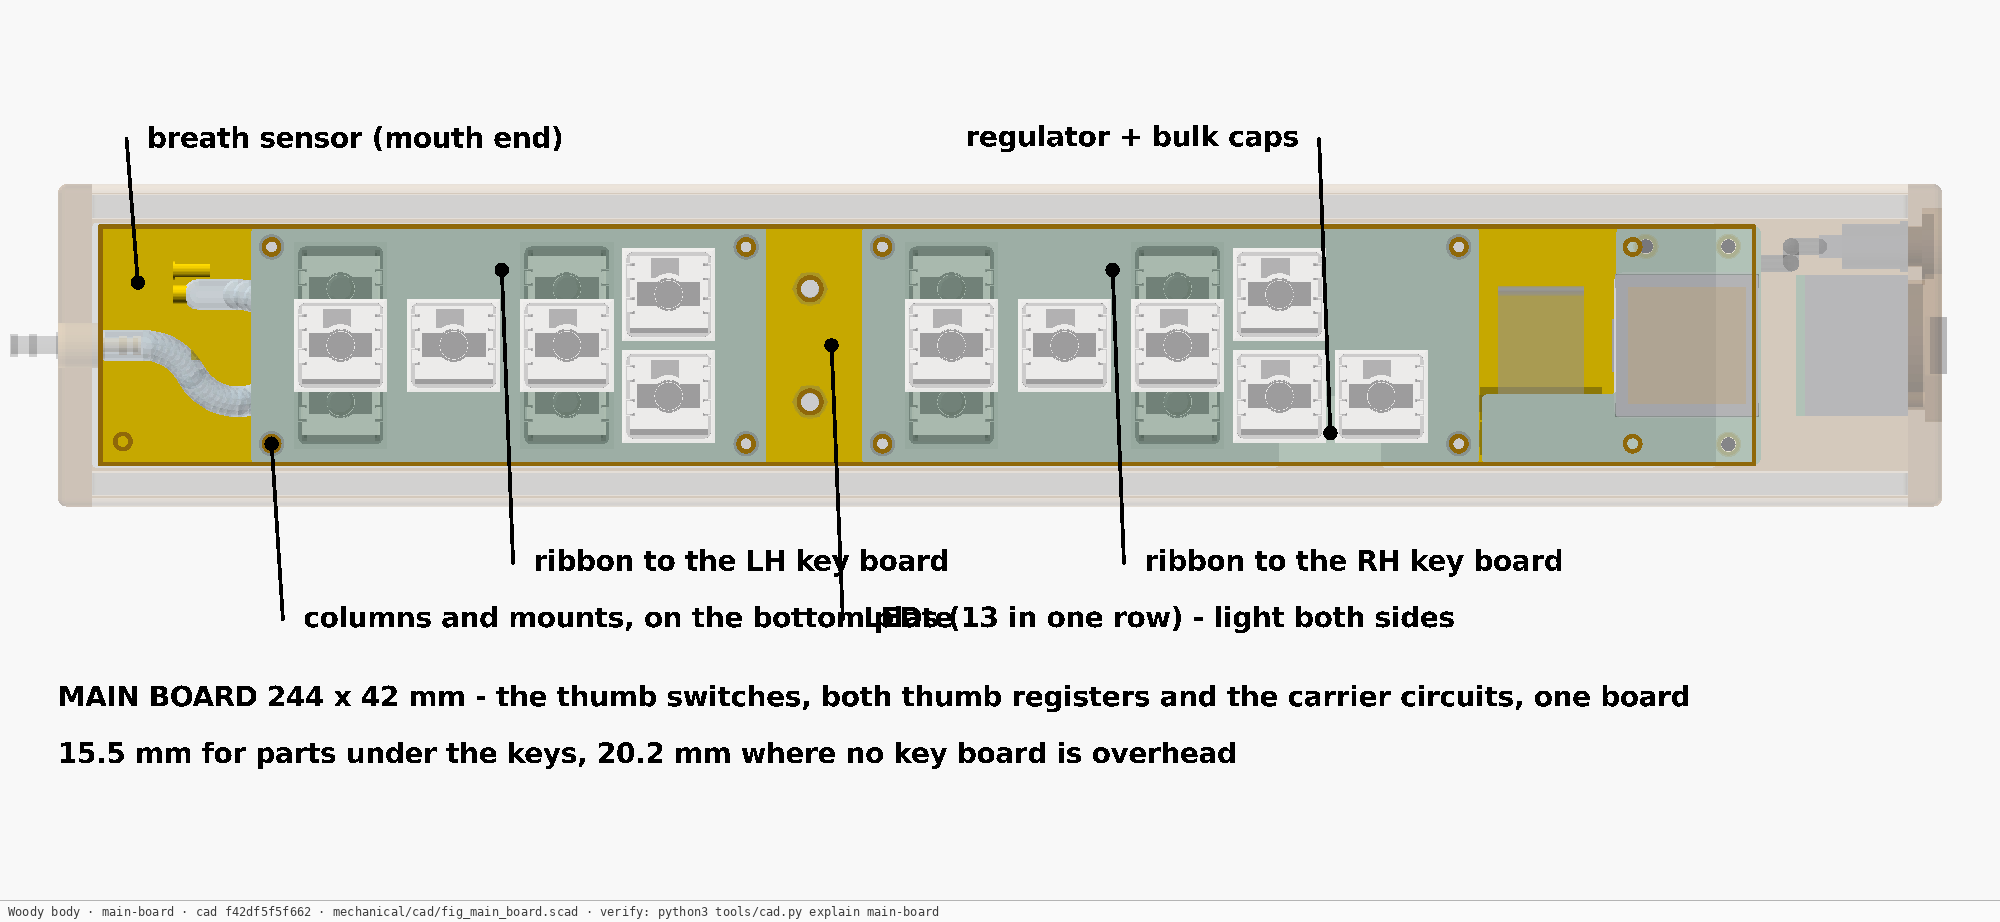 breath sensor (mouth end)
regulator + bulk caps
ribbon to the LH key board
ribbon to the RH key board
columns and mounts, on the bottom plate
LEDs (13 in one row) - light both sides
MAIN BOARD 244 x 42 mm - the thumb switches, both thumb registers and the carrier circuits, one board
15.5 mm for parts under the keys, 20.2 mm where no key board is overhead
Woody body · main-board · cad f42df5f5f662 · mechanical/cad/fig_main_board.scad · verify: python3 tools/cad.py explain main-board